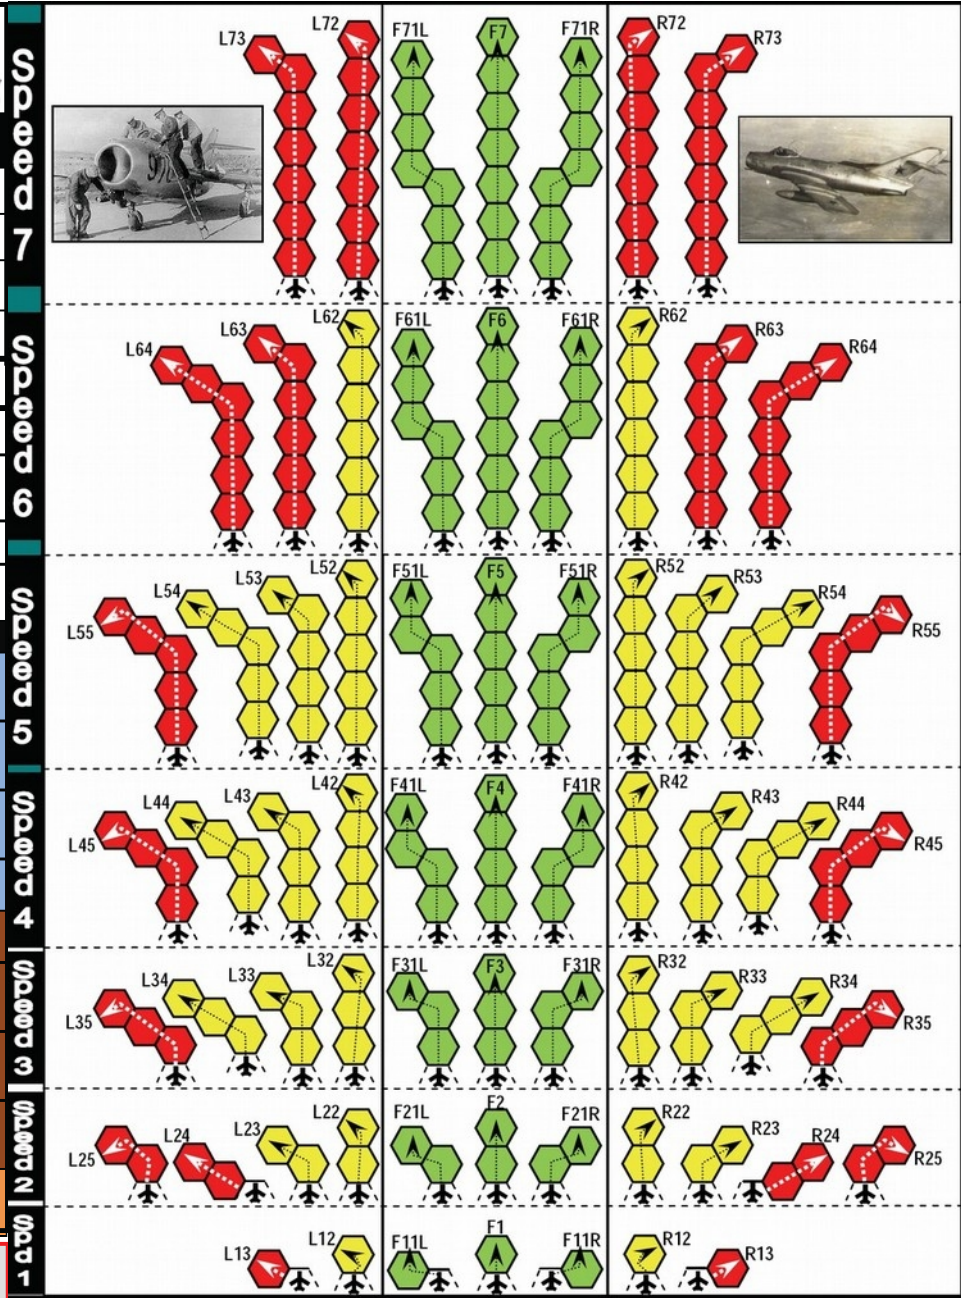 Speed 7
L73 L72 F71L F7 F71R R72 R73
Speed 6
L64 L63 L62 F61L F6 F61R R62 R63 R64
Speed 5
L55 L54 L53 L52 F51L F5 F51R R52 R53 R54 R55
Speed 4
L45 L44 L43 L42 F41L F4 F41R R42 R43 R44 R45
Speed 3
L35 L34 L33 L32 F31L F3 F31R R32 R33 R34 R35
Speed 2
L25 L24 L23 L22 F21L F2 F21R R22 R23 R24 R25
Spd 1
L13 L12 F11L F1 F11R R12 R13